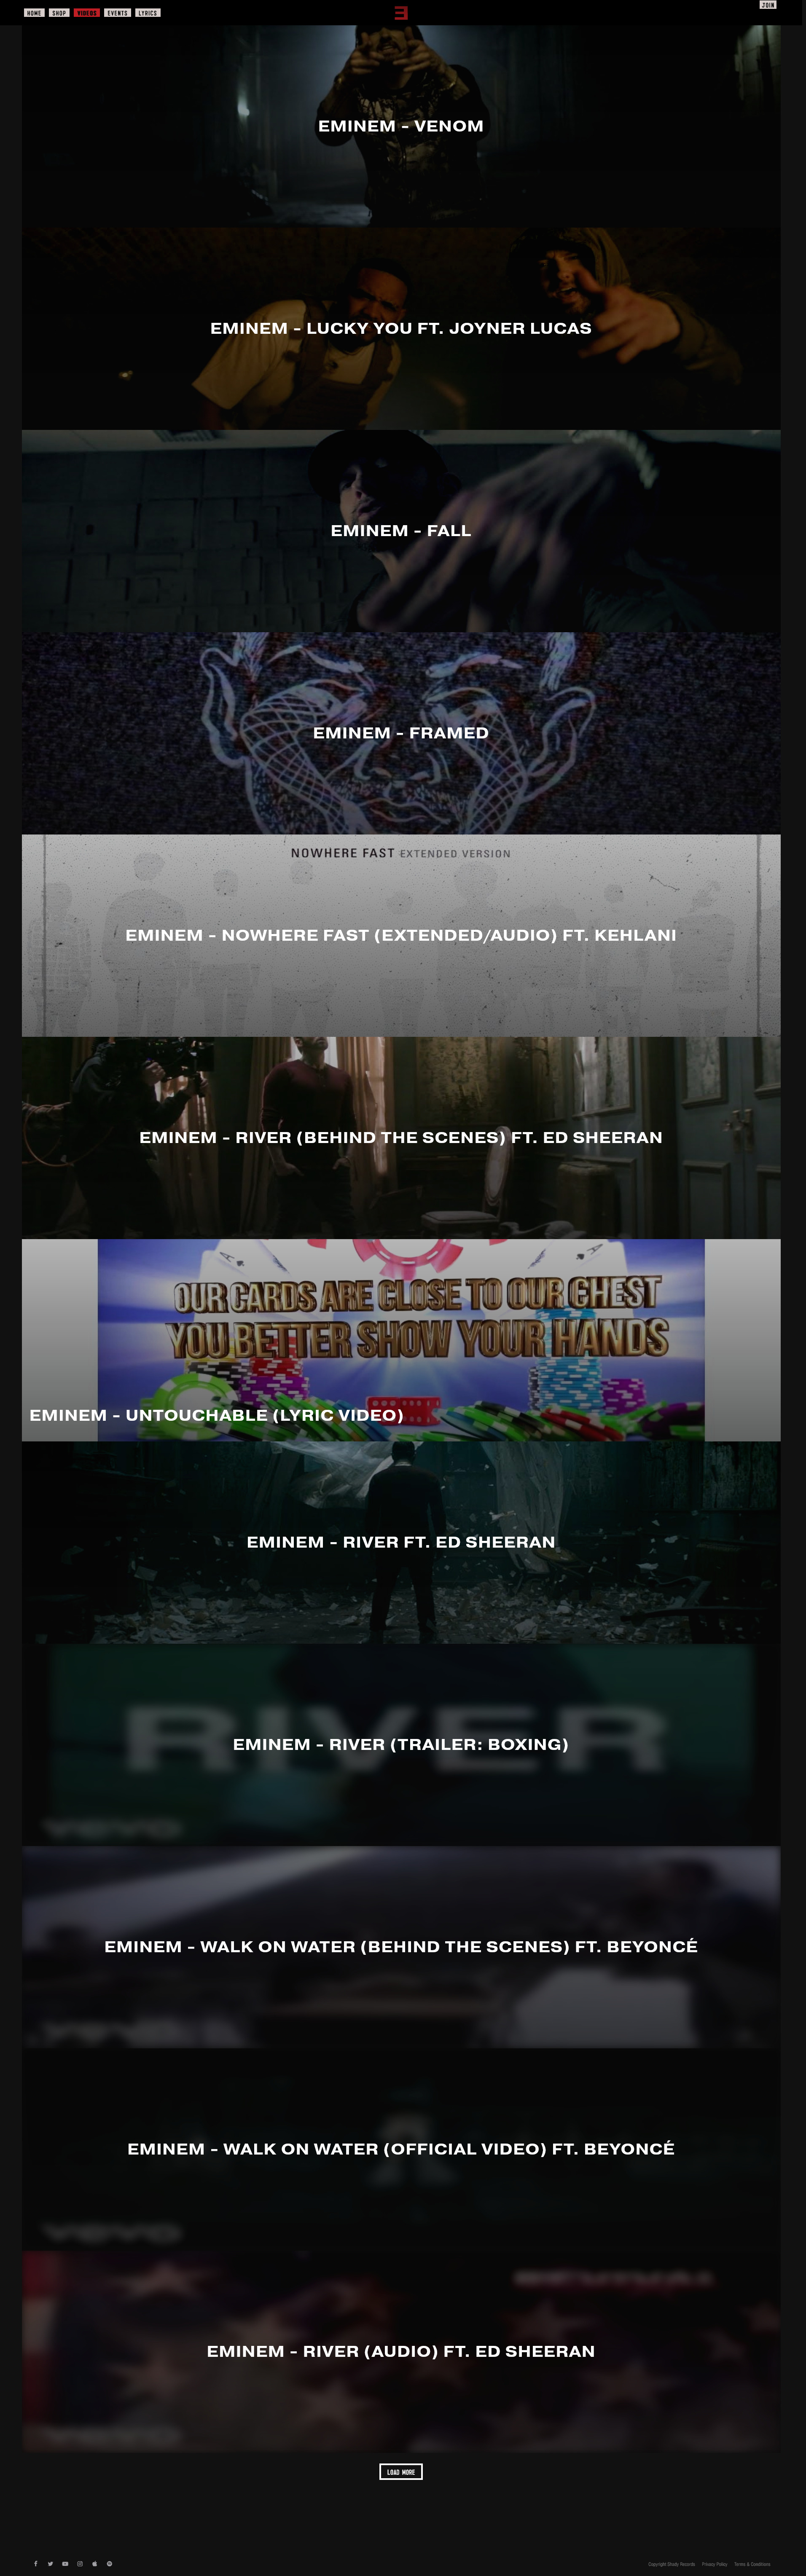 HOME SHOP VIDEOS EVENTS LYRICS
JOIN
EMINEM - VENOM
EMINEM - LUCKY YOU FT. JOYNER LUCAS
EMINEM - FALL
EMINEM - FRAMED
NOWHERE FAST EXTENDED VERSION
EMINEM - NOWHERE FAST (EXTENDED/AUDIO) FT. KEHLANI
EMINEM - RIVER (BEHIND THE SCENES) FT. ED SHEERAN
OUR CARDS ARE CLOSE TO OUR CHEST
YOU BETTER SHOW YOUR HANDS
EMINEM - UNTOUCHABLE (LYRIC VIDEO)
EMINEM - RIVER FT. ED SHEERAN
RIVER
EMINEM - RIVER (TRAILER: BOXING)
vevo
EMINEM - WALK ON WATER (BEHIND THE SCENES) FT. BEYONCÉ
vevo
EMINEM - WALK ON WATER (OFFICIAL VIDEO) FT. BEYONCÉ
vevo
EMINEM - RIVER (AUDIO) FT. ED SHEERAN
vevo
LOAD MORE
Copyright Shady Records Privacy Policy Terms & Conditions